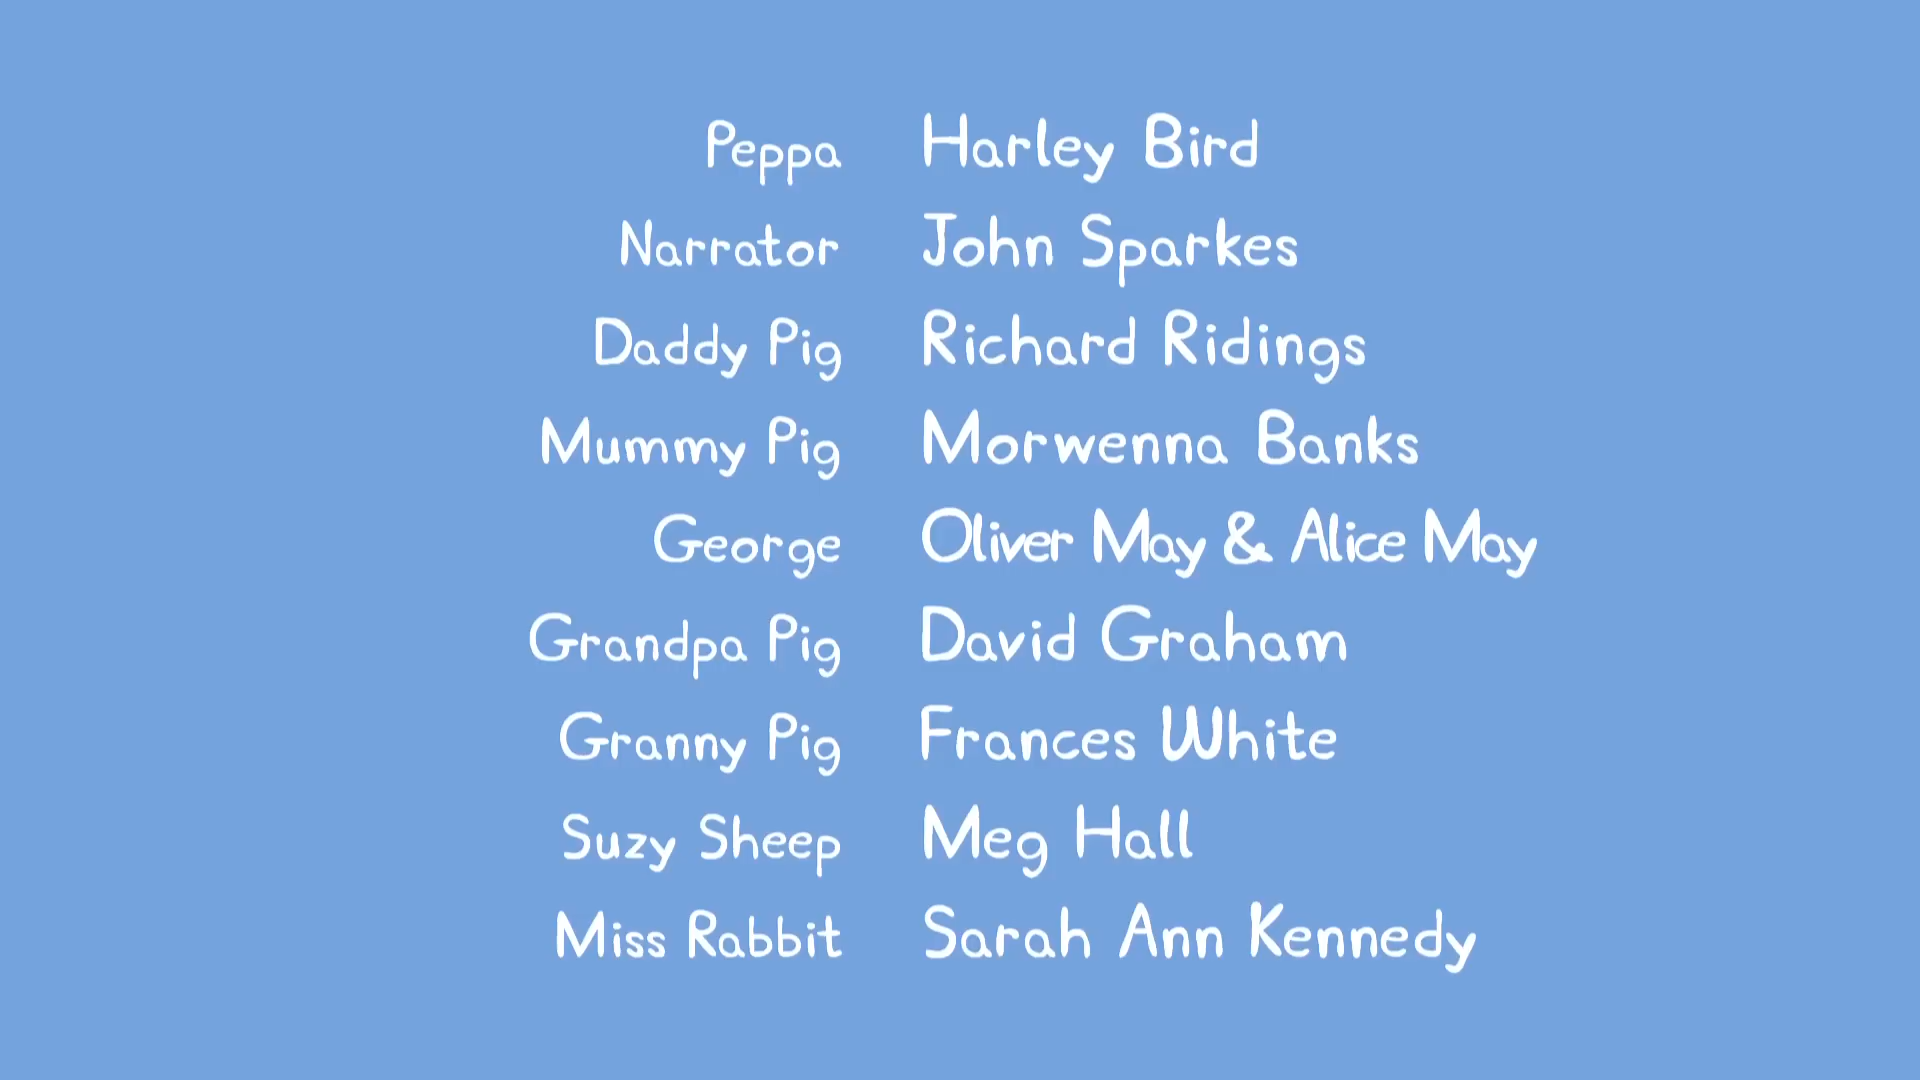 Peppa Harley Bird
Narrator John Sparkes
Daddy Pig Richard Ridings
Mummy Pig Morwenna Banks
George Oliver May & Alice May
Grandpa Pig David Graham
Granny Pig Frances White
Suzy Sheep Meg Hall
Miss Rabbit Sarah Ann Kennedy